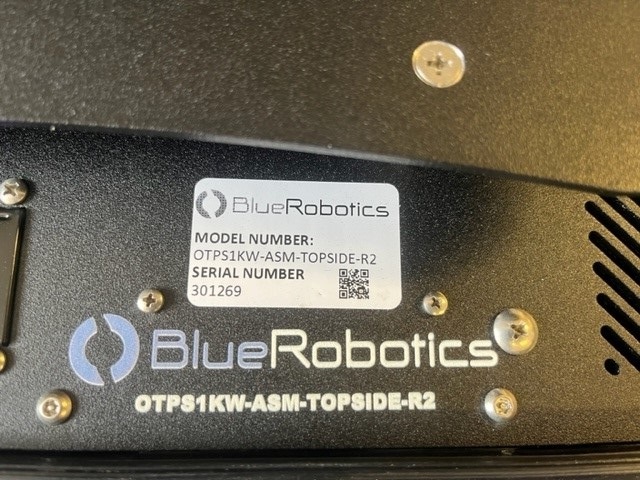 BlueRobotics
MODEL NUMBER:
OTPS1KW-ASM-TOPSIDE-R2
SERIAL NUMBER
301269
BlueRobotics
OTPS1KW-ASM-TOPSIDE-R2